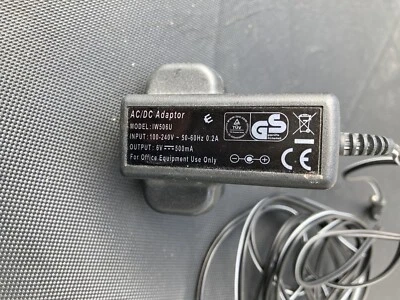 AC/DC Adaptor
MODEL: IW506U
INPUT: 100-240V ~ 50-60Hz 0.2A
OUTPUT: 6V ⎓ 500mA
For Office Equipment Use Only
E
TUV
GS
CE